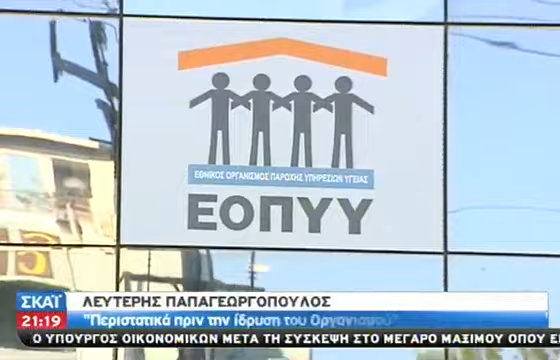 ΕΘΝΙΚΟΣ ΟΡΓΑΝΙΣΜΟΣ ΠΑΡΟΧΗΣ ΥΠΗΡΕΣΙΩΝ ΥΓΕΙΑΣ
ΕΟΠΥΥ
ΣΚΑΪ ΛΕΥΤΕΡΗΣ ΠΑΠΑΓΕΩΡΓΟΠΟΥΛΟΣ
21:19 "Περιστατικά πριν την ίδρυση του Οργανισμού"
Ο ΥΠΟΥΡΓΟΣ ΟΙΚΟΝΟΜΙΚΩΝ ΜΕΤΑ ΤΗ ΣΥΣΚΕΨΗ ΣΤΟ ΜΕΓΑΡΟ ΜΑΞΙΜΟΥ ΟΠΟΥ Ε